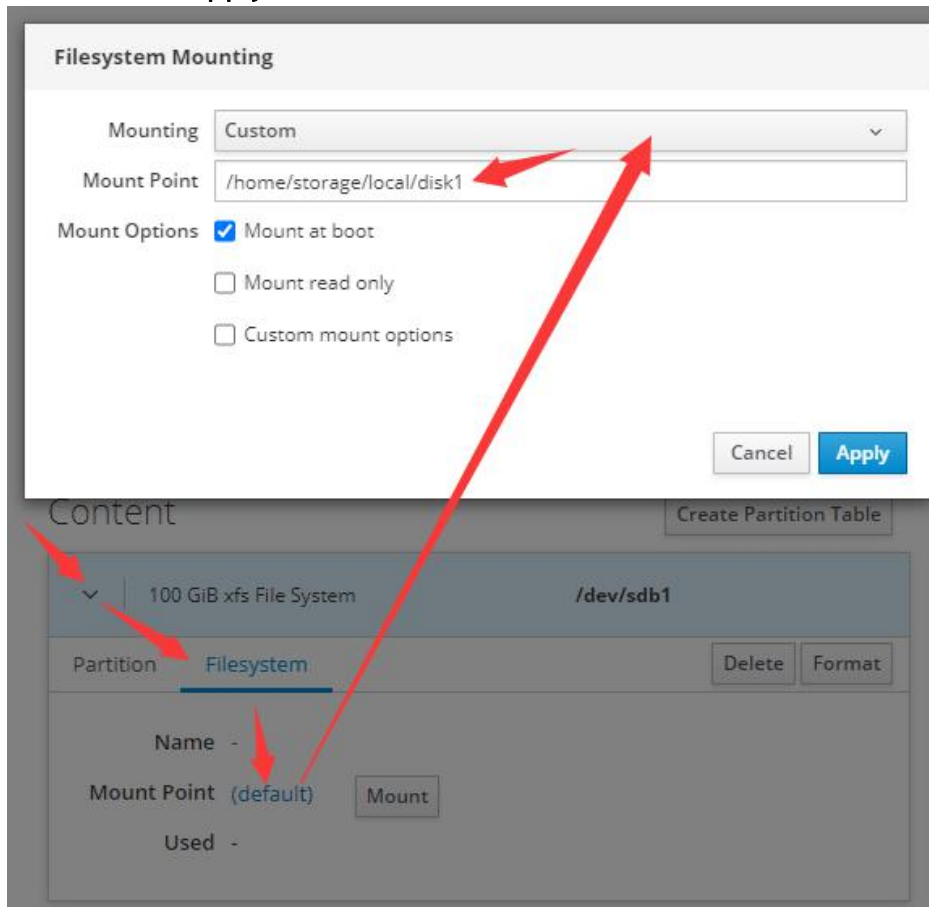 Filesystem Mounting
Mounting Custom
Mount Point /home/storage/local/disk1
Mount Options Mount at boot
Mount read only
Custom mount options
Cancel Apply
Content Create Partition Table
100 GiB xfs File System /dev/sdb1
Partition Filesystem Delete Format
Name -
Mount Point (default) Mount
Used -